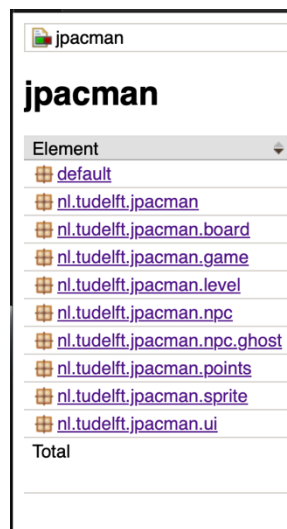 jpacman
jpacman
Element
default
nl.tudelft.jpacman
nl.tudelft.jpacman.board
nl.tudelft.jpacman.game
nl.tudelft.jpacman.level
nl.tudelft.jpacman.npc
nl.tudelft.jpacman.npc.ghost
nl.tudelft.jpacman.points
nl.tudelft.jpacman.sprite
nl.tudelft.jpacman.ui
Total